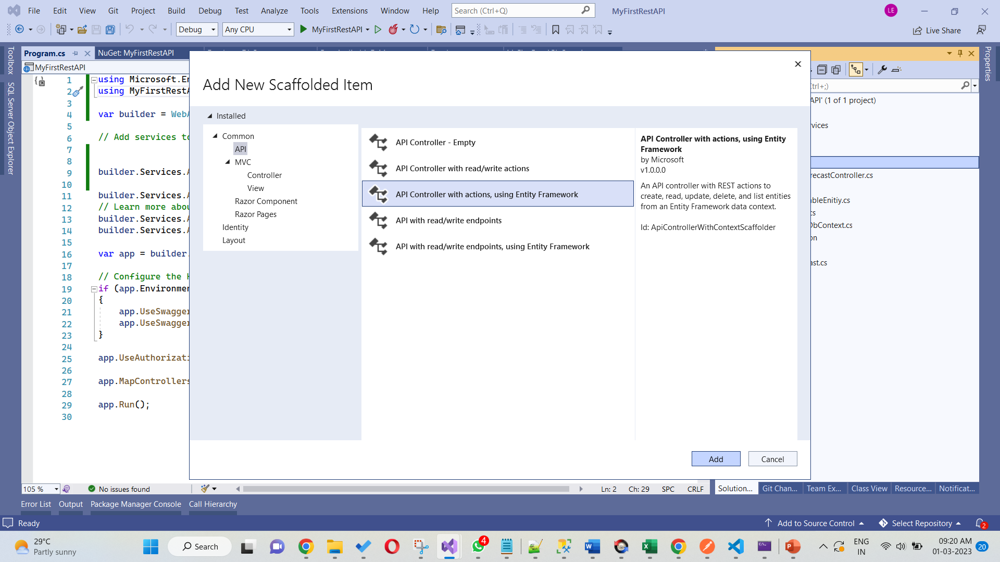 File Edit View Git Project Build Debug Test Analyze Tools Extensions Window Help Search (Ctrl+Q) MyFirstRestAPI LE
Debug Any CPU MyFirstRestAPI Live Share
Toolbox
SQL Server Object Explorer
Program.cs NuGet: MyFirstRestAPI
MyFirstRestAPI
Properties
1 using Microsoft.En
2 using MyFirstRestA
3
4 var builder = WebA
5
6 // Add services to
7
8
9 builder.Services.A
10
11 builder.Services.A
12 // Learn more abou
13 builder.Services.A
14 builder.Services.A
15
16 var app = builder.
17
18 // Configure the H
19 if (app.Environmen
20 {
21 app.UseSwagger
22 app.UseSwagger
23 }
24
25 app.UseAuthorizati
26
27 app.MapControllers
28
29 app.Run();
30
Add New Scaffolded Item
Installed
Common
API
MVC
Controller
View
Razor Component
Razor Pages
Identity
Layout
API Controller - Empty
API Controller with read/write actions
API Controller with actions, using Entity Framework
API with read/write endpoints
API with read/write endpoints, using Entity Framework
API Controller with actions, using Entity
Framework
by Microsoft
v1.0.0.0
An API controller with REST actions to
create, read, update, delete, and list entities
from an Entity Framework data context.
Id: ApiControllerWithContextScaffolder
Add Cancel
trl+;)
API' (1 of 1 project)
vices
recastController.cs
ableEnitiy.cs
cs
DbContext.cs
on
ast.cs
105 % No issues found Ln: 2 Ch: 29 SPC CRLF
Solution... Git Chan... Team Ex... Class View Resource... Notificat...
Error List Output Package Manager Console Call Hierarchy
Ready Add to Source Control Select Repository 2
29°C
Partly sunny
Search
4
ENG
IN
09:20 AM
01-03-2023
20